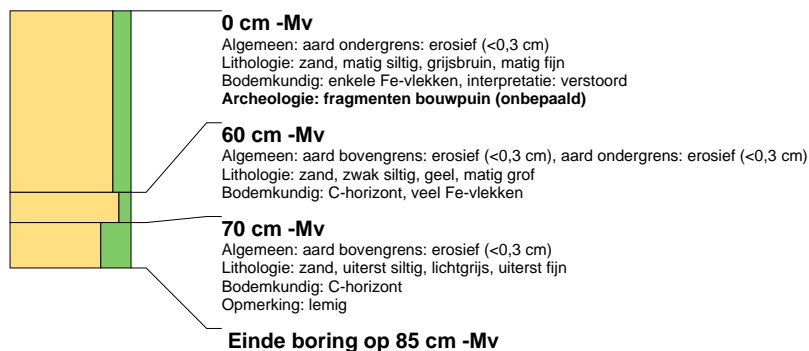 0 cm -Mv
Algemeen: aard ondergrens: erosief (<0,3 cm)
Lithologie: zand, matig siltig, grijsbruin, matig fijn
Bodemkundig: enkele Fe-vlekken, interpretatie: verstoord
Archeologie: fragmenten bouwpuin (onbepaald)
60 cm -Mv
Algemeen: aard bovengrens: erosief (<0,3 cm), aard ondergrens: erosief (<0,3 cm)
Lithologie: zand, zwak siltig, geel, matig grof
Bodemkundig: C-horizont, veel Fe-vlekken
70 cm -Mv
Algemeen: aard bovengrens: erosief (<0,3 cm)
Lithologie: zand, uiterst siltig, lichtgrijs, uiterst fijn
Bodemkundig: C-horizont
Opmerking: lemig
Einde boring op 85 cm -Mv